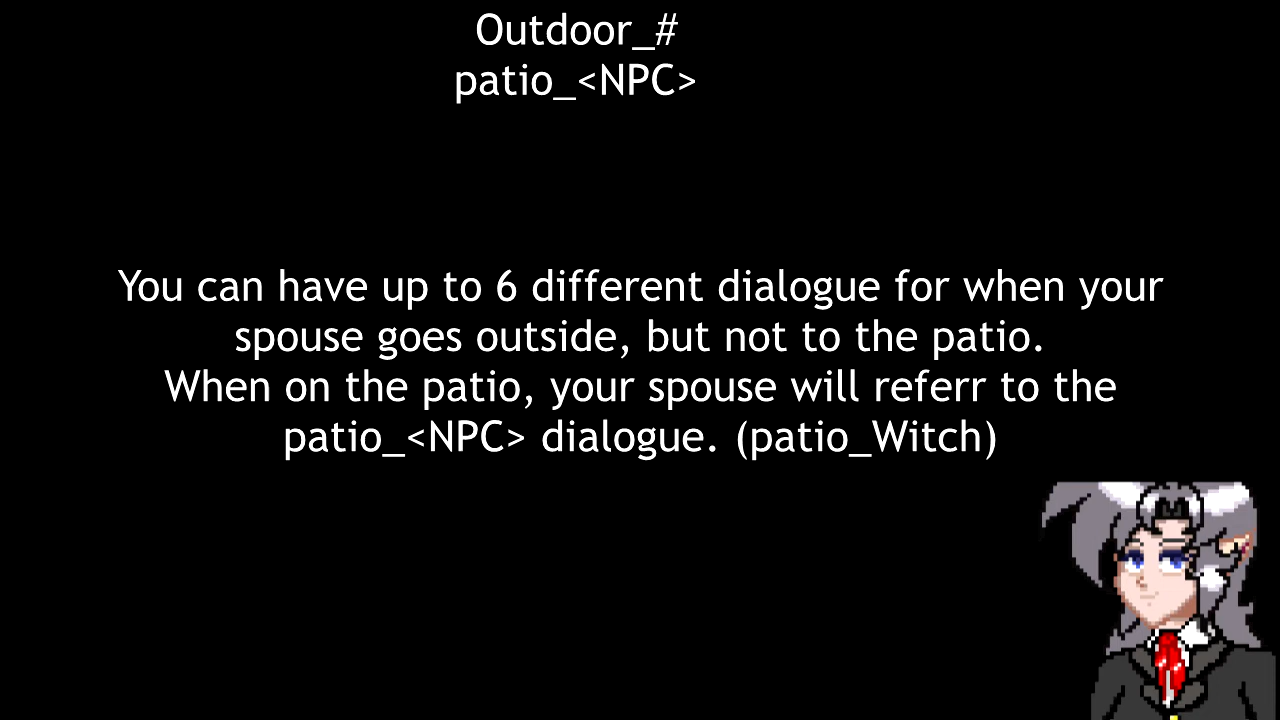 Outdoor_#
patio_<NPC>
You can have up to 6 different dialogue for when your
spouse goes outside, but not to the patio.
When on the patio, your spouse will referr to the
patio_<NPC> dialogue. (patio_Witch)